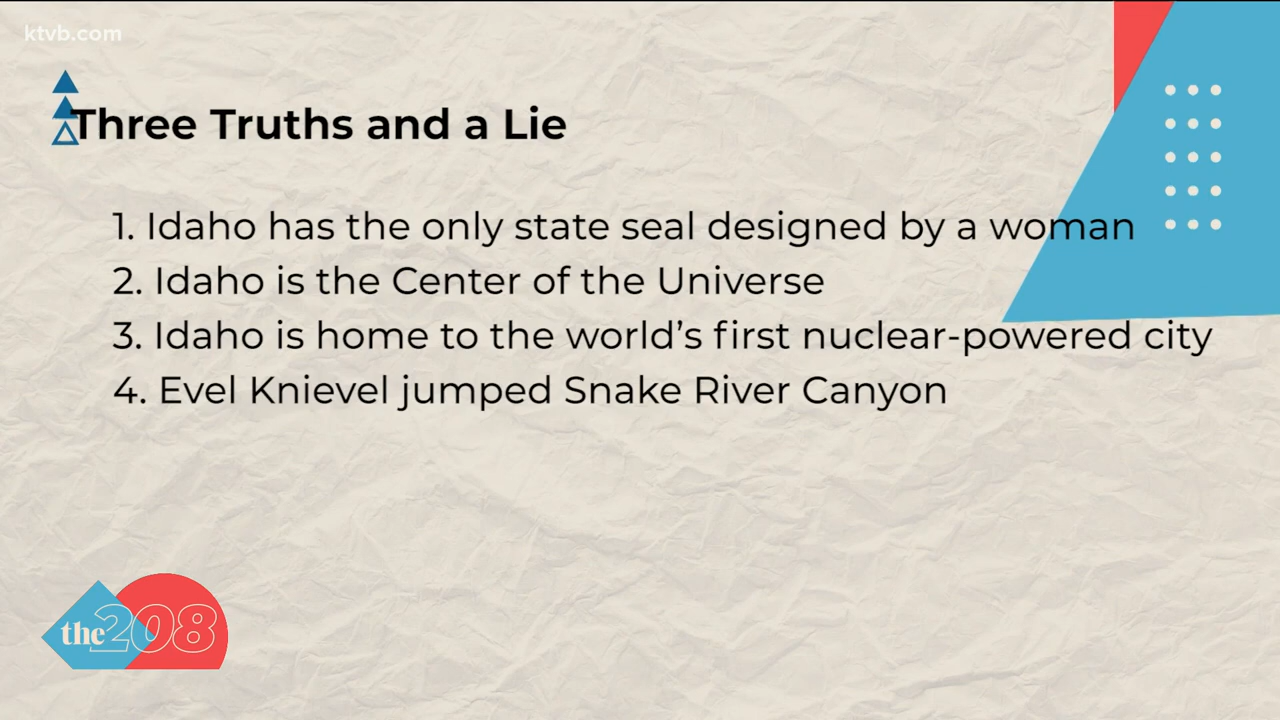 ktvb.com
Three Truths and a Lie
1. Idaho has the only state seal designed by a woman
2. Idaho is the Center of the Universe
3. Idaho is home to the world’s first nuclear-powered city
4. Evel Knievel jumped Snake River Canyon
the 208